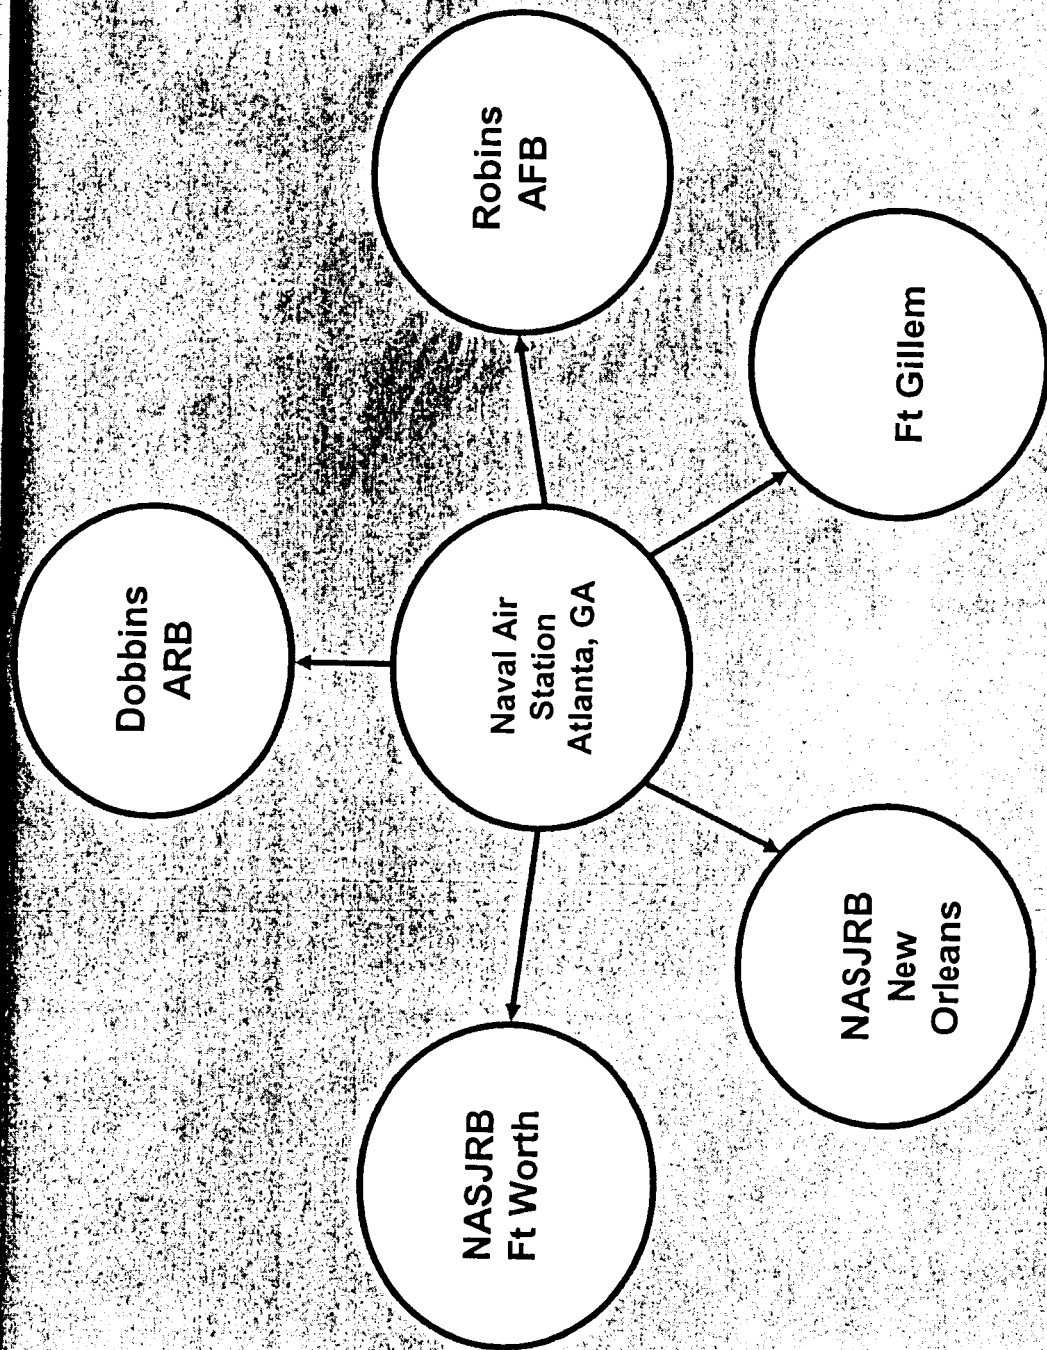 Dobbins
ARB
NASJRB
Ft Worth
Naval Air
Station
Atlanta, GA
Robins
AFB
NASJRB
New
Orleans
Ft Gillem